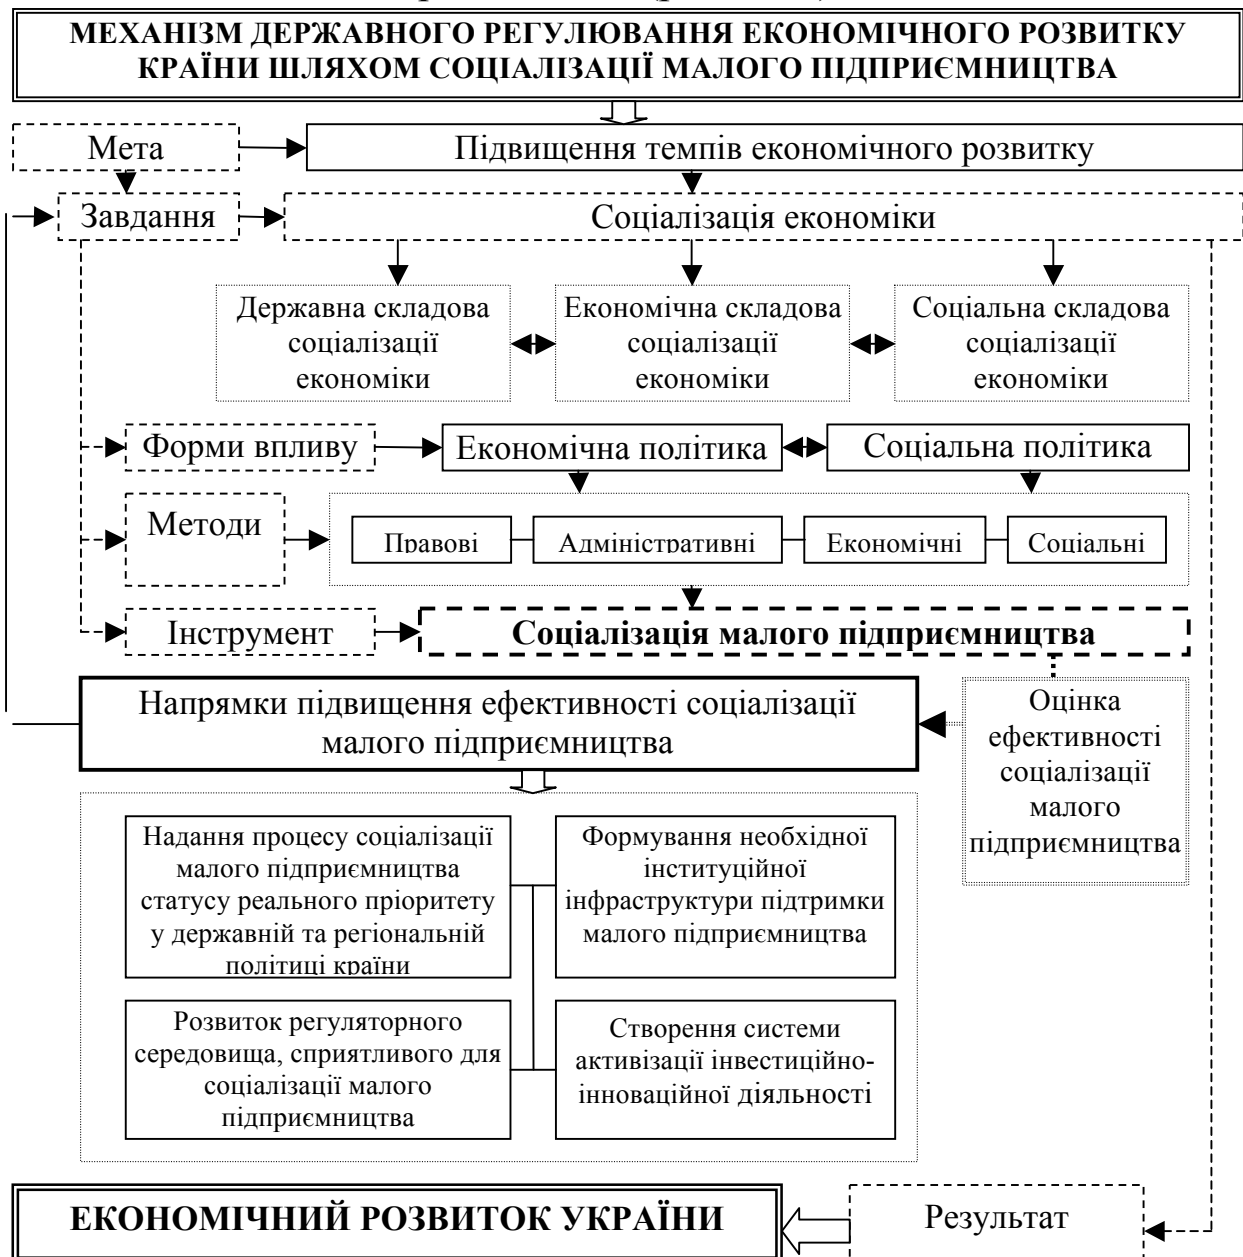 МЕХАНІЗМ ДЕРЖАВНОГО РЕГУЛЮВАННЯ ЕКОНОМІЧНОГО РОЗВИТКУ
КРАЇНИ ШЛЯХОМ СОЦІАЛІЗАЦІЇ МАЛОГО ПІДПРИЄМНИЦТВА
Мета
Підвищення темпів економічного розвитку
Завдання
Соціалізація економіки
Державна складова
соціалізації
економіки
Економічна складова
соціалізації
економіки
Соціальна складова
соціалізації
економіки
Форми впливу
Економічна політика
Соціальна політика
Методи
Правові
Адміністративні
Економічні
Соціальні
Інструмент
Соціалізація малого підприємництва
Напрямки підвищення ефективності соціалізації
малого підприємництва
Оцінка
ефективності
соціалізації
малого
підприємництва
Надання процесу соціалізації
малого підприємництва
статусу реального пріоритету
у державній та регіональній
політиці країни
Формування необхідної
інституційної
інфраструктури підтримки
малого підприємництва
Розвиток регуляторного
середовища, сприятливого для
соціалізації малого
підприємництва
Створення системи
активізації інвестиційно-
інноваційної діяльності
ЕКОНОМІЧНИЙ РОЗВИТОК УКРАЇНИ
Результат